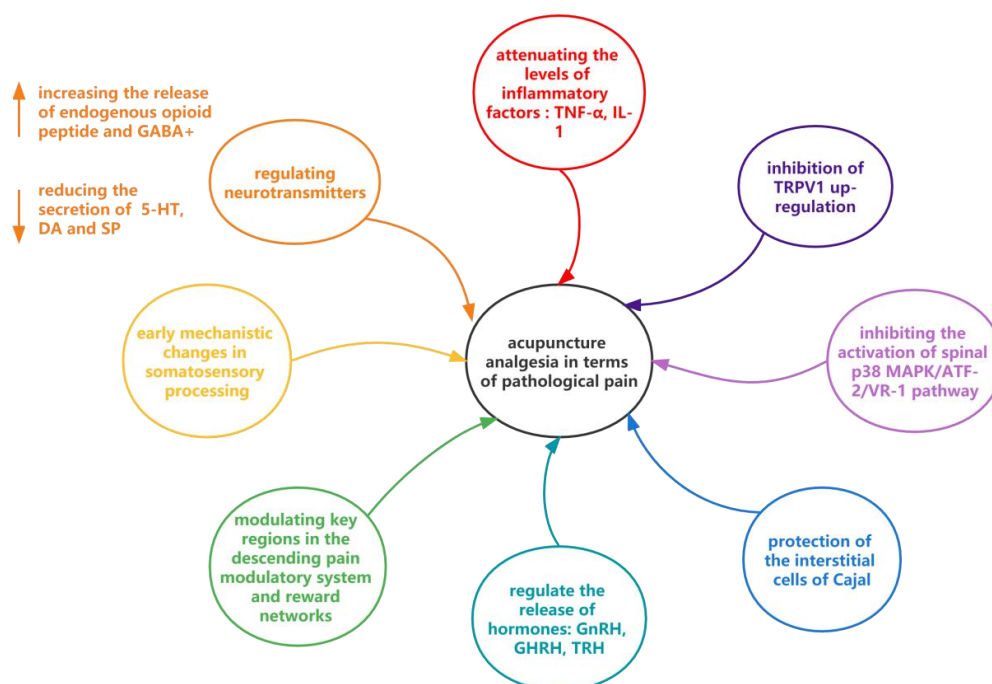 attenuating the
levels of
inflammatory
factors : TNF-α, IL-
1
increasing the release
of endogenous opioid
peptide and GABA+
reducing the
secretion of 5-HT,
DA and SP
regulating
neurotransmitters
inhibition of
TRPV1 up-
regulation
early mechanistic
changes in
somatosensory
processing
acupuncture
analgesia in terms
of pathological pain
inhibiting the
activation of spinal
p38 MAPK/ATF-
2/VR-1 pathway
modulating key
regions in the
descending pain
modulatory system
and reward
networks
regulate the
release of
hormones: GnRH,
GHRH, TRH
protection of
the interstitial
cells of Cajal